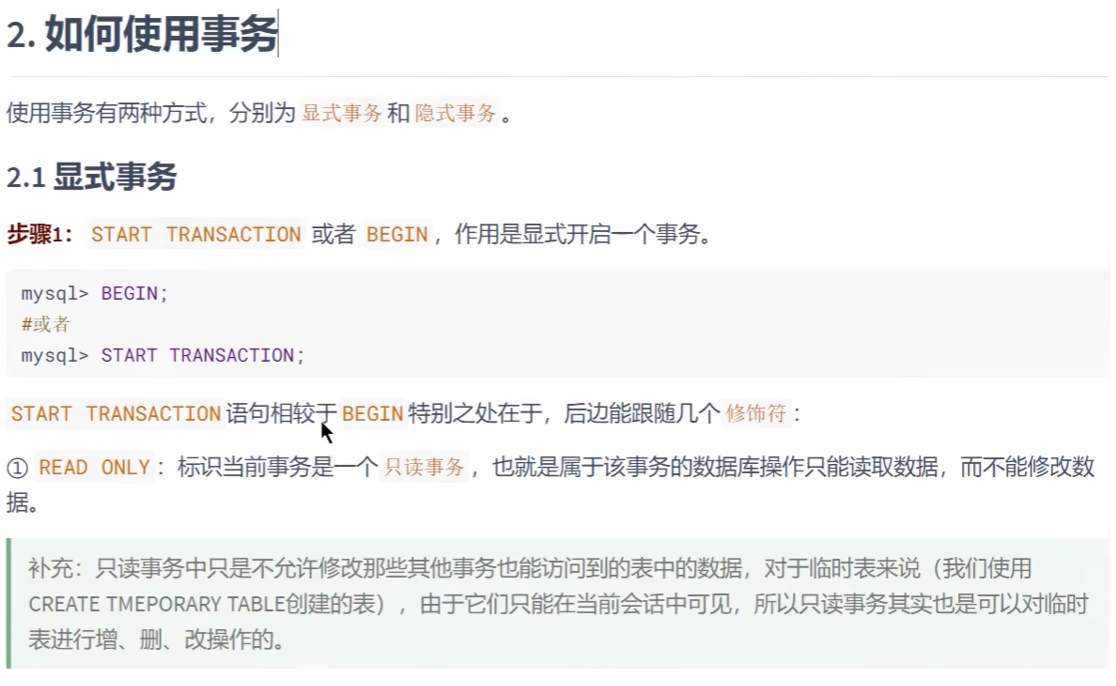 2. 如何使用事务
使用事务有两种方式，分别为 显式事务 和 隐式事务 。
2.1 显式事务
步骤1： START TRANSACTION 或者 BEGIN ，作用是显式开启一个事务。
mysql> BEGIN;
#或者
mysql> START TRANSACTION;
START TRANSACTION 语句相较于 BEGIN 特别之处在于，后边能跟随几个 修饰符 ：
① READ ONLY ：标识当前事务是一个 只读事务 ，也就是属于该事务的数据库操作只能读取数据，而不能修改数
据。
补充：只读事务中只是不允许修改那些其他事务也能访问到的表中的数据，对于临时表来说（我们使用
CREATE TMEPORARY TABLE创建的表），由于它们只能在当前会话中可见，所以只读事务其实也是可以对临时
表进行增、删、改操作的。